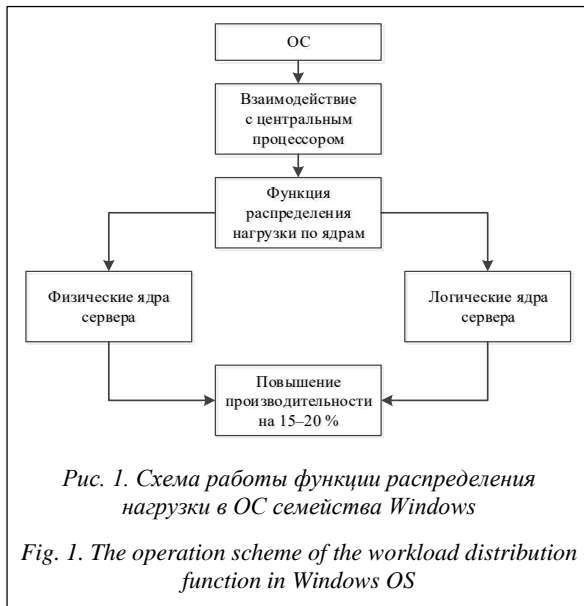 ОС
Взаимодействие
с центральным
процессором
Функция
распределения
нагрузки по ядрам
Физические ядра
сервера
Логические ядра
сервера
Повышение
производительности
на 15–20 %
Рис. 1. Схема работы функции распределения
нагрузки в ОС семейства Windows
Fig. 1. The operation scheme of the workload distribution
function in Windows OS